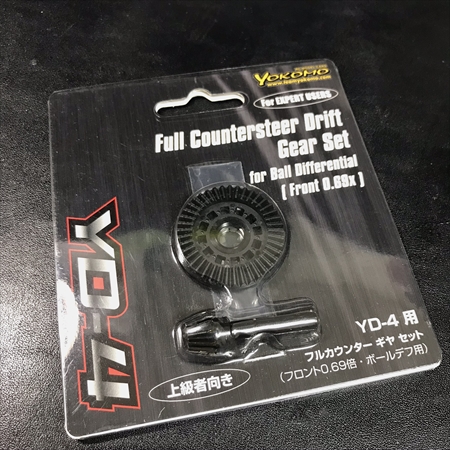 YOKOMO
www.teamyokomo.com
For EXPERT USERS
Full Countersteer Drift
Gear Set
for Ball Differential
[ Front 0.69x ]
YD-4
YD-4 用
フルカウンター ギヤ セット
(フロント0.69倍・ボールデフ用)
上級者向き